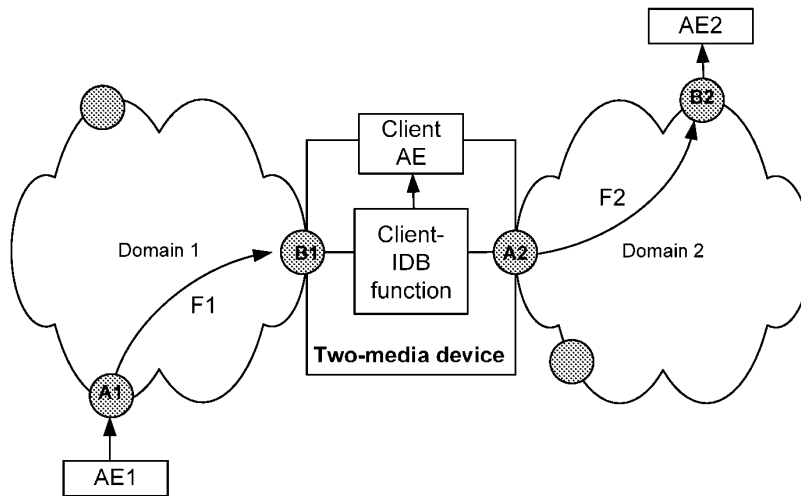 AE2
B2
Client
AE
F2
Domain 1
B1
Client-
IDB
function
A2
Domain 2
F1
Two-media device
A1
AE1